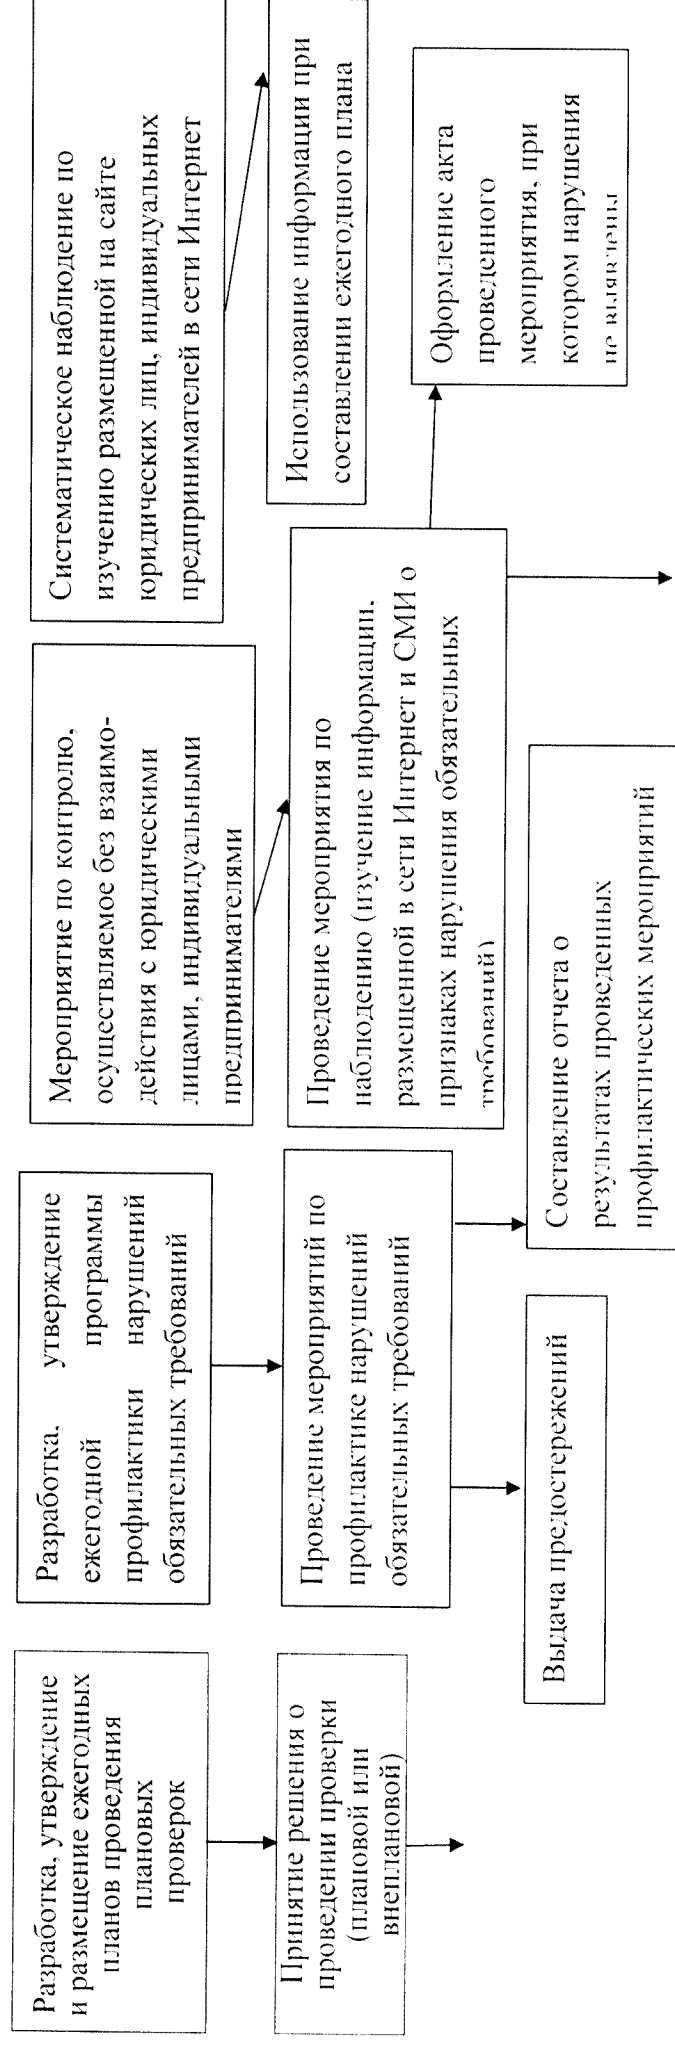 Разработка, утверждение
и размещение ежегодных
планов проведения
плановых
проверок
Разработка. утверждение
ежегодной программы
профилактики нарушений
обязательных требований
Мероприятие по контролю,
осуществляемое без взаимо-
действия с юридическими
лицами, индивидуальными
предпринимателями
Систематическое наблюдение по
изучению размещенной на сайте
юридических лиц, индивидуальных
предпринимателей в сети Интернет
Принятие решения о
проведении проверки
(плановой или
внеплановой)
Проведение мероприятий по
профилактике нарушений
обязательных требований
Проведение мероприятия по
наблюдению (изучение информации,
размещенной в сети Интернет и СМИ о
признаках нарушения обязательных
требований)
Использование информации при
составлении ежегодного плана
Выдача предостережений
Составление отчета о
результатах проведенных
профилактических мероприятий
Оформление акта
проведенного
мероприятия, при
котором нарушения
не выявлены